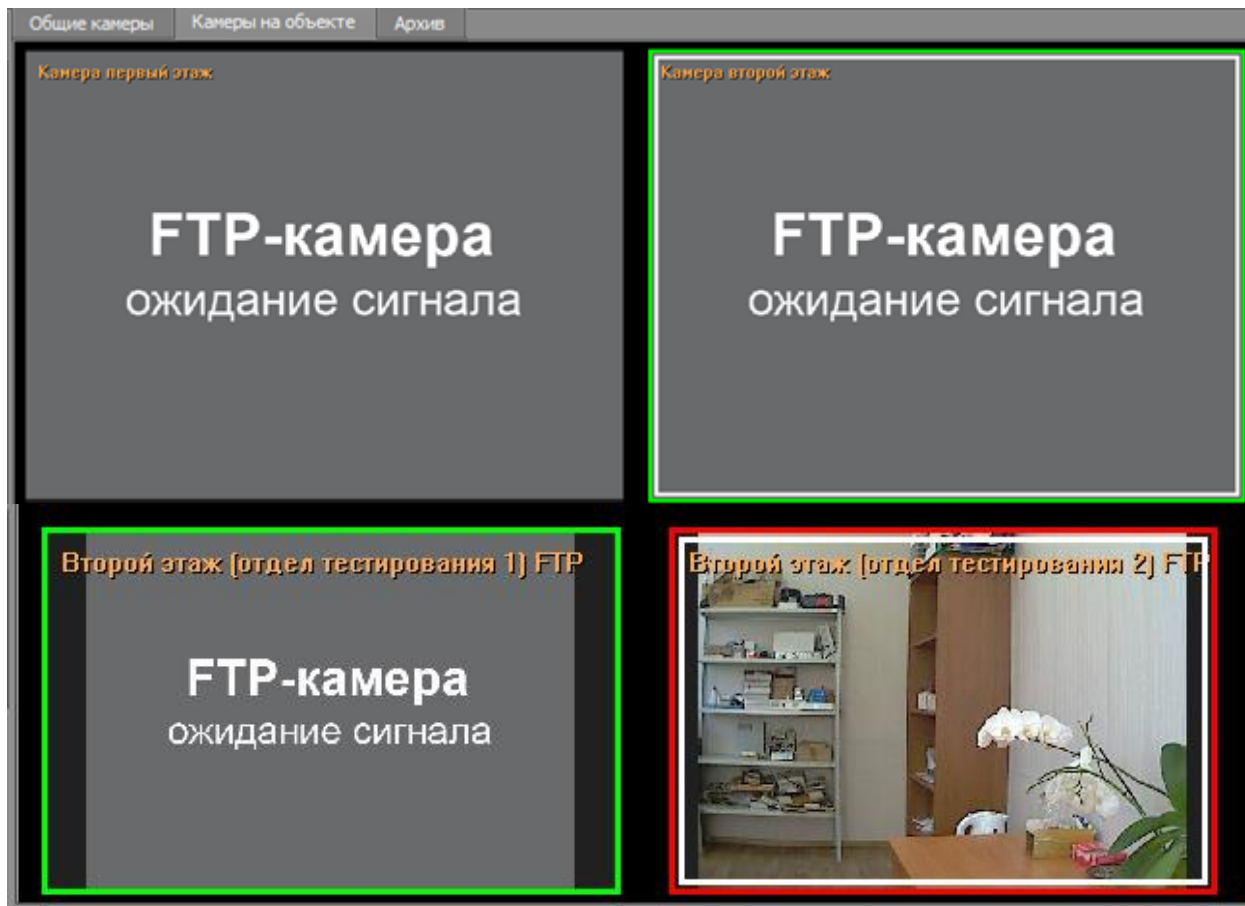 Общие камеры
Камеры на объекте
Архив
Камера первый этаж
Камера второй этаж
FTP-камера
ожидание сигнала
FTP-камера
ожидание сигнала
Второй этаж (отдел тестирования 1) FTP
Второй этаж (отдел тестирования 2) FTP
FTP-камера
ожидание сигнала